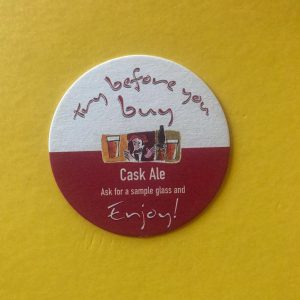 try before you
buy
Cask Ale
Ask for a sample glass and
Enjoy!